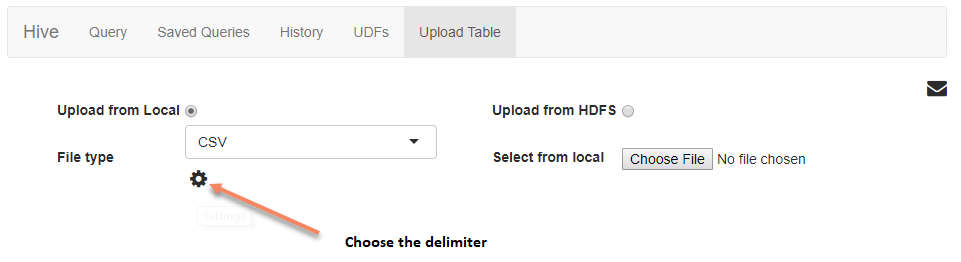 Hive Query Saved Queries History UDFs Upload Table
Upload from Local Upload from HDFS
File type CSV Select from local Choose File No file chosen
Settings
Choose the delimiter